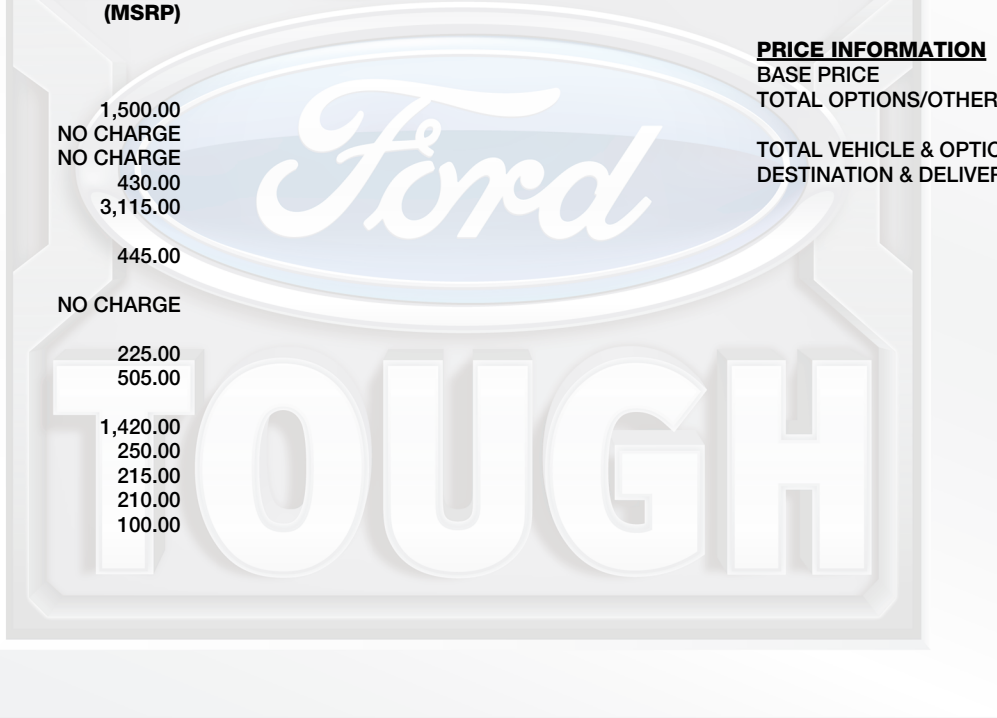 (MSRP)
1,500.00
NO CHARGE
NO CHARGE
430.00
3,115.00
445.00
NO CHARGE
225.00
505.00
1,420.00
250.00
215.00
210.00
100.00
PRICE INFORMATION
BASE PRICE
TOTAL OPTIONS/OTHER
TOTAL VEHICLE & OPTIO
DESTINATION & DELIVER
Ford
TOUGH